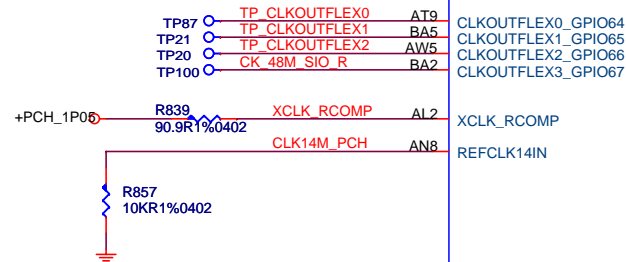 TP87 TP_CLKOUTFLEX0 AT9 CLKOUTFLEX0_GPIO64
TP21 TP_CLKOUTFLEX1 BA5 CLKOUTFLEX1_GPIO65
TP20 TP_CLKOUTFLEX2 AW5 CLKOUTFLEX2_GPIO66
TP100 CK_48M_SIO_R BA2 CLKOUTFLEX3_GPIO67
+PCH_1P05 R839 XCLK_RCOMP AL2 XCLK_RCOMP
90.9R1%0402
CLK14M_PCH AN8 REFCLK14IN
R857
10KR1%0402